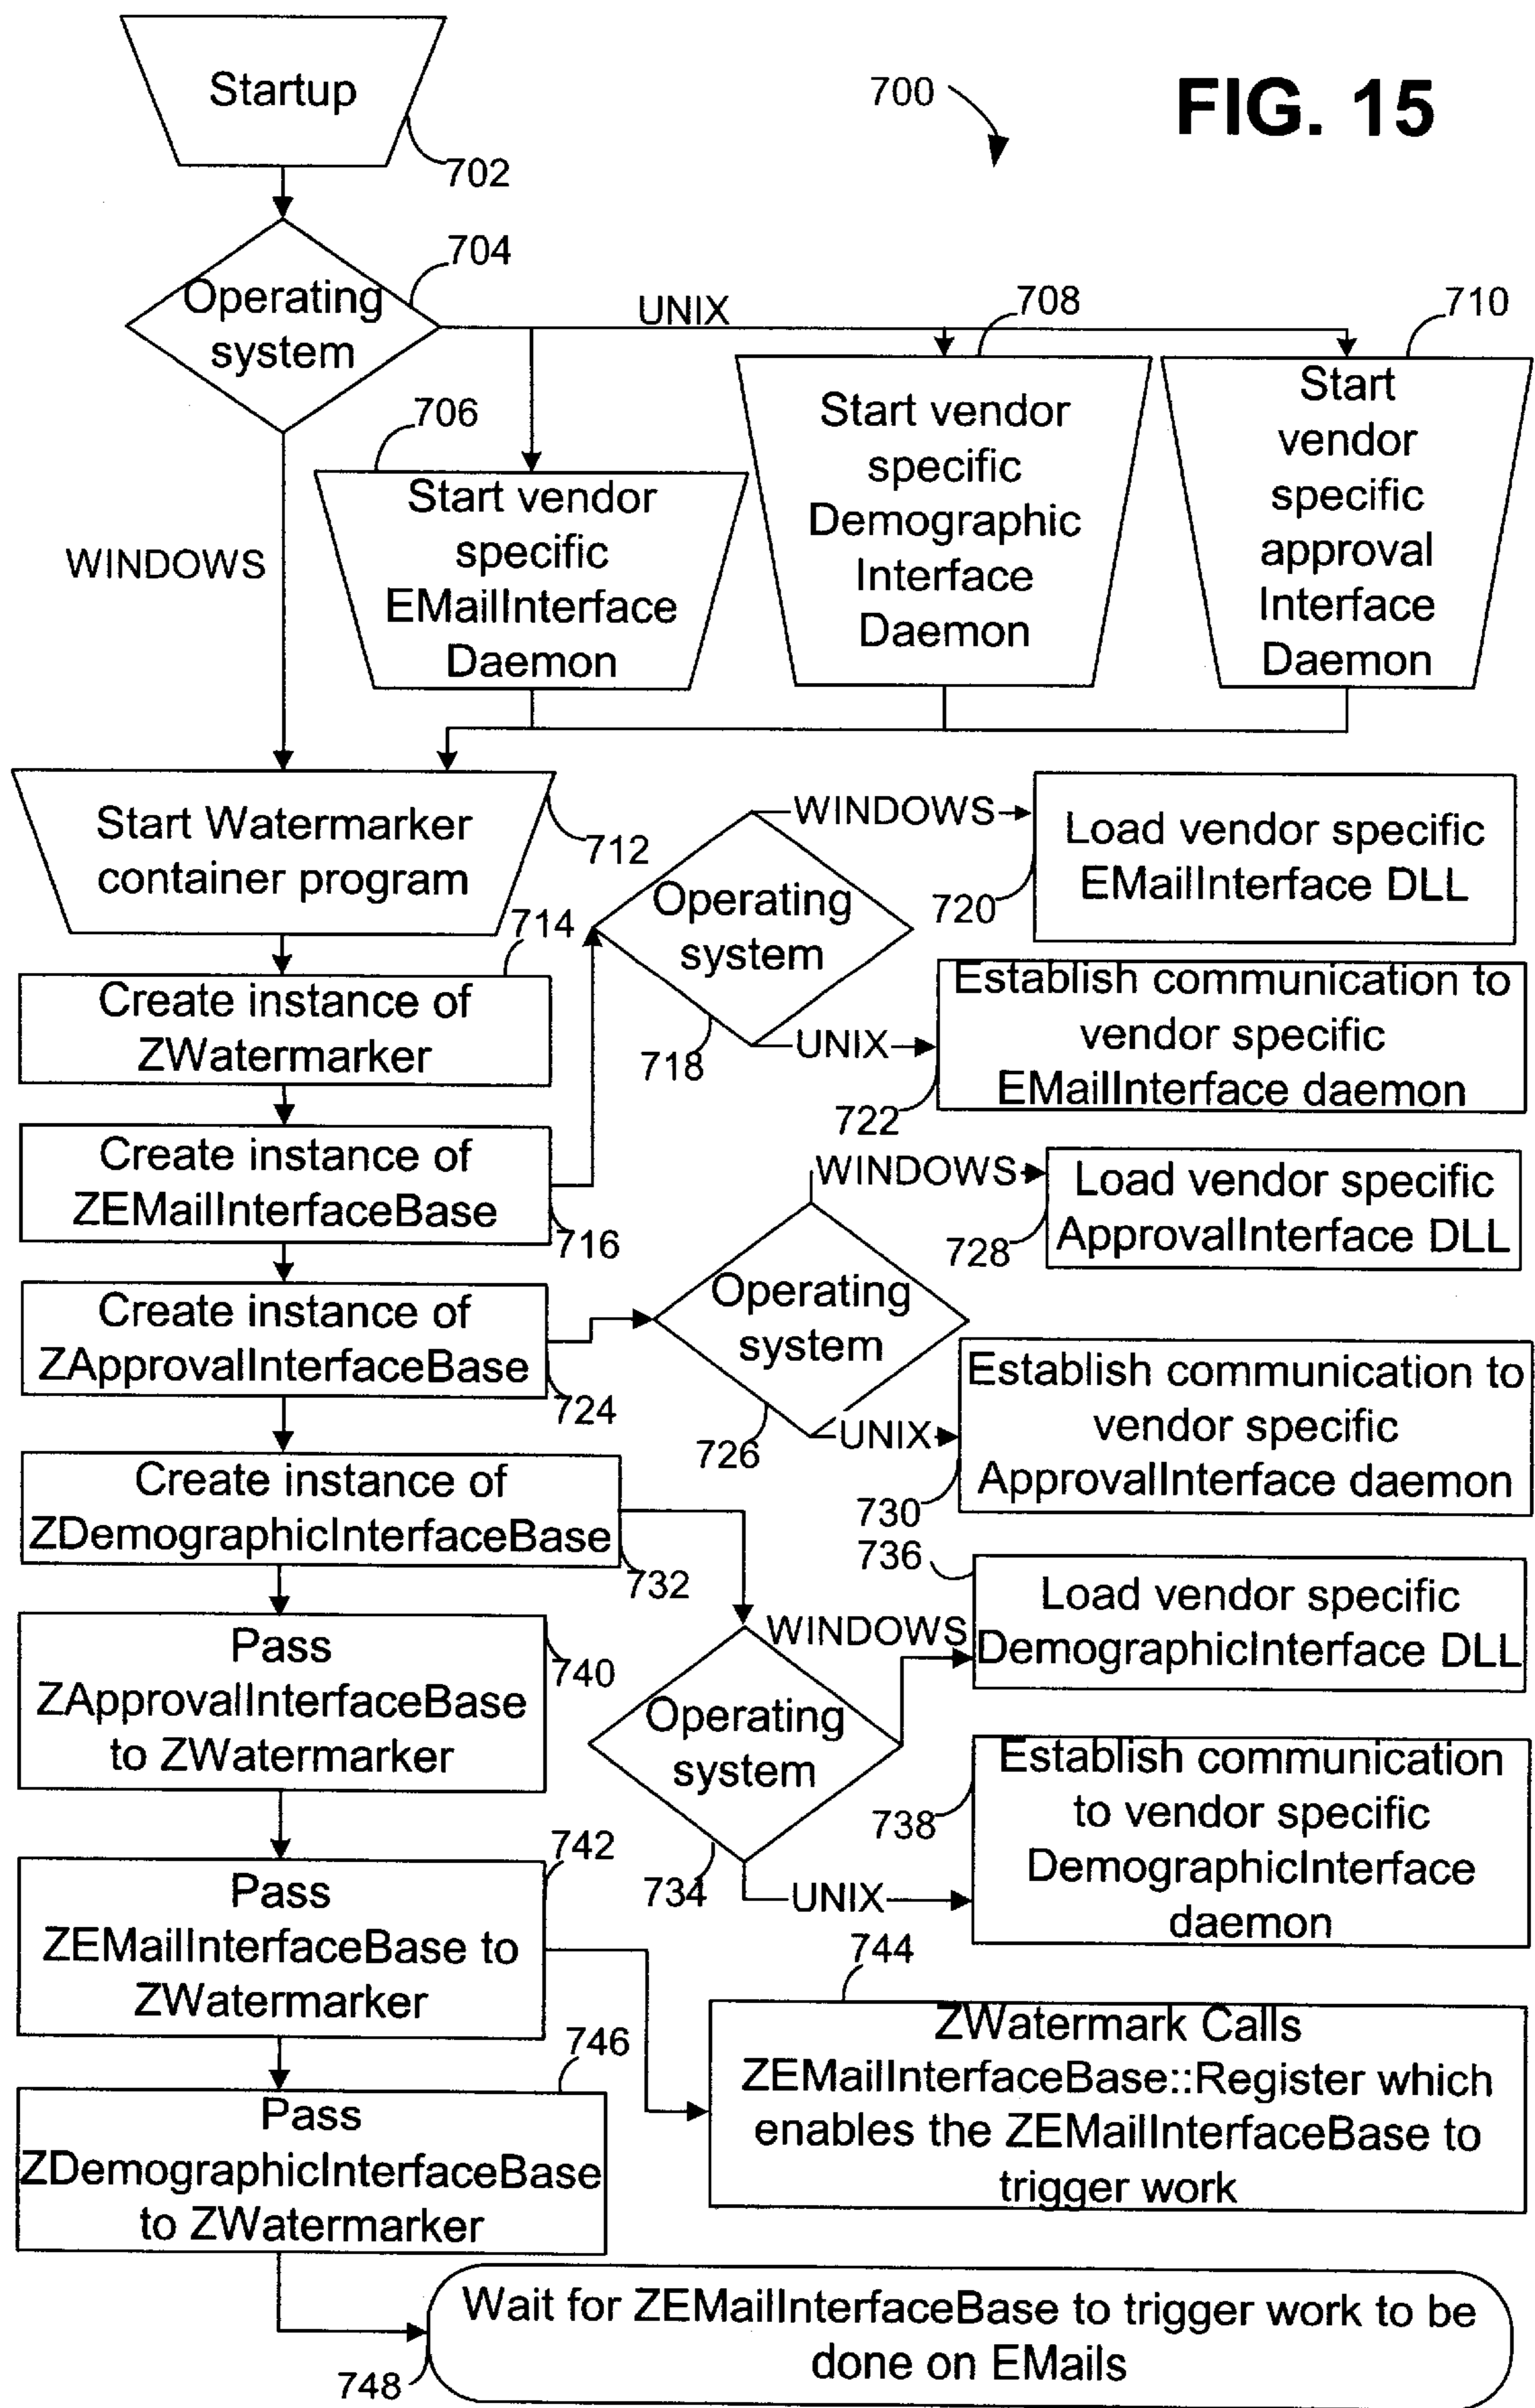 FIG. 15
700
Startup
702
704
Operating
system
UNIX
WINDOWS
706
Start vendor
specific
EMailInterface
Daemon
708
Start vendor
specific
Demographic
Interface
Daemon
710
Start
vendor
specific
approval
Interface
Daemon
Start Watermarker
container program
712
714
Create instance of
ZWatermarker
Create instance of
ZEMailInterfaceBase
716
Operating
system
718
WINDOWS
Load vendor specific
EMailInterface DLL
720
UNIX
Establish communication to
vendor specific
EMailInterface daemon
722
Create instance of
ZApprovalInterfaceBase
724
Operating
system
726
WINDOWS
Load vendor specific
ApprovalInterface DLL
728
UNIX
Establish communication to
vendor specific
ApprovalInterface daemon
730
Create instance of
ZDemographicInterfaceBase
732
Operating
system
734
WINDOWS
736
Load vendor specific
DemographicInterface DLL
UNIX
Establish communication
to vendor specific
DemographicInterface
daemon
738
Pass
ZApprovalInterfaceBase
to ZWatermarker
740
742
Pass
ZEMailInterfaceBase to
ZWatermarker
744
ZWatermark Calls
ZEMailInterfaceBase::Register which
enables the ZEMailInterfaceBase to
trigger work
746
Pass
ZDemographicInterfaceBase
to ZWatermarker
Wait for ZEMailInterfaceBase to trigger work to be
done on EMails
748